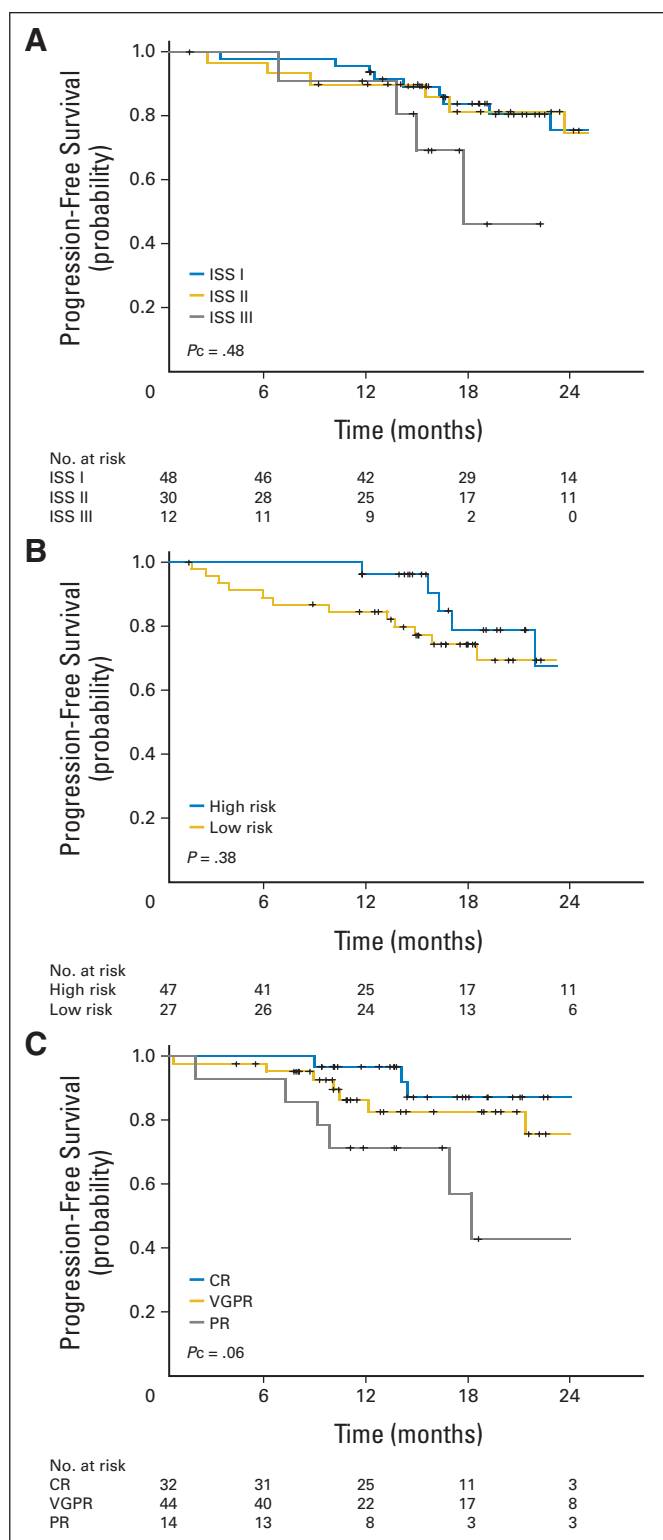 A
Progression-Free Survival
(probability)
1.0
0.8
0.6
0.4
0.2
ISS I
ISS II
ISS III
Pc = .48
0 6 12 18 24
Time (months)
No. at risk
ISS I 48 46 42 29 14
ISS II 30 28 25 17 11
ISS III 12 11 9 2 0
B
Progression-Free Survival
(probability)
1.0
0.8
0.6
0.4
0.2
High risk
Low risk
P = .38
0 6 12 18 24
Time (months)
No. at risk
High risk 47 41 25 17 11
Low risk 27 26 24 13 6
C
Progression-Free Survival
(probability)
1.0
0.8
0.6
0.4
0.2
CR
VGPR
PR
Pc = .06
0 6 12 18 24
Time (months)
No. at risk
CR 32 31 25 11 3
VGPR 44 40 22 17 8
PR 14 13 8 3 3